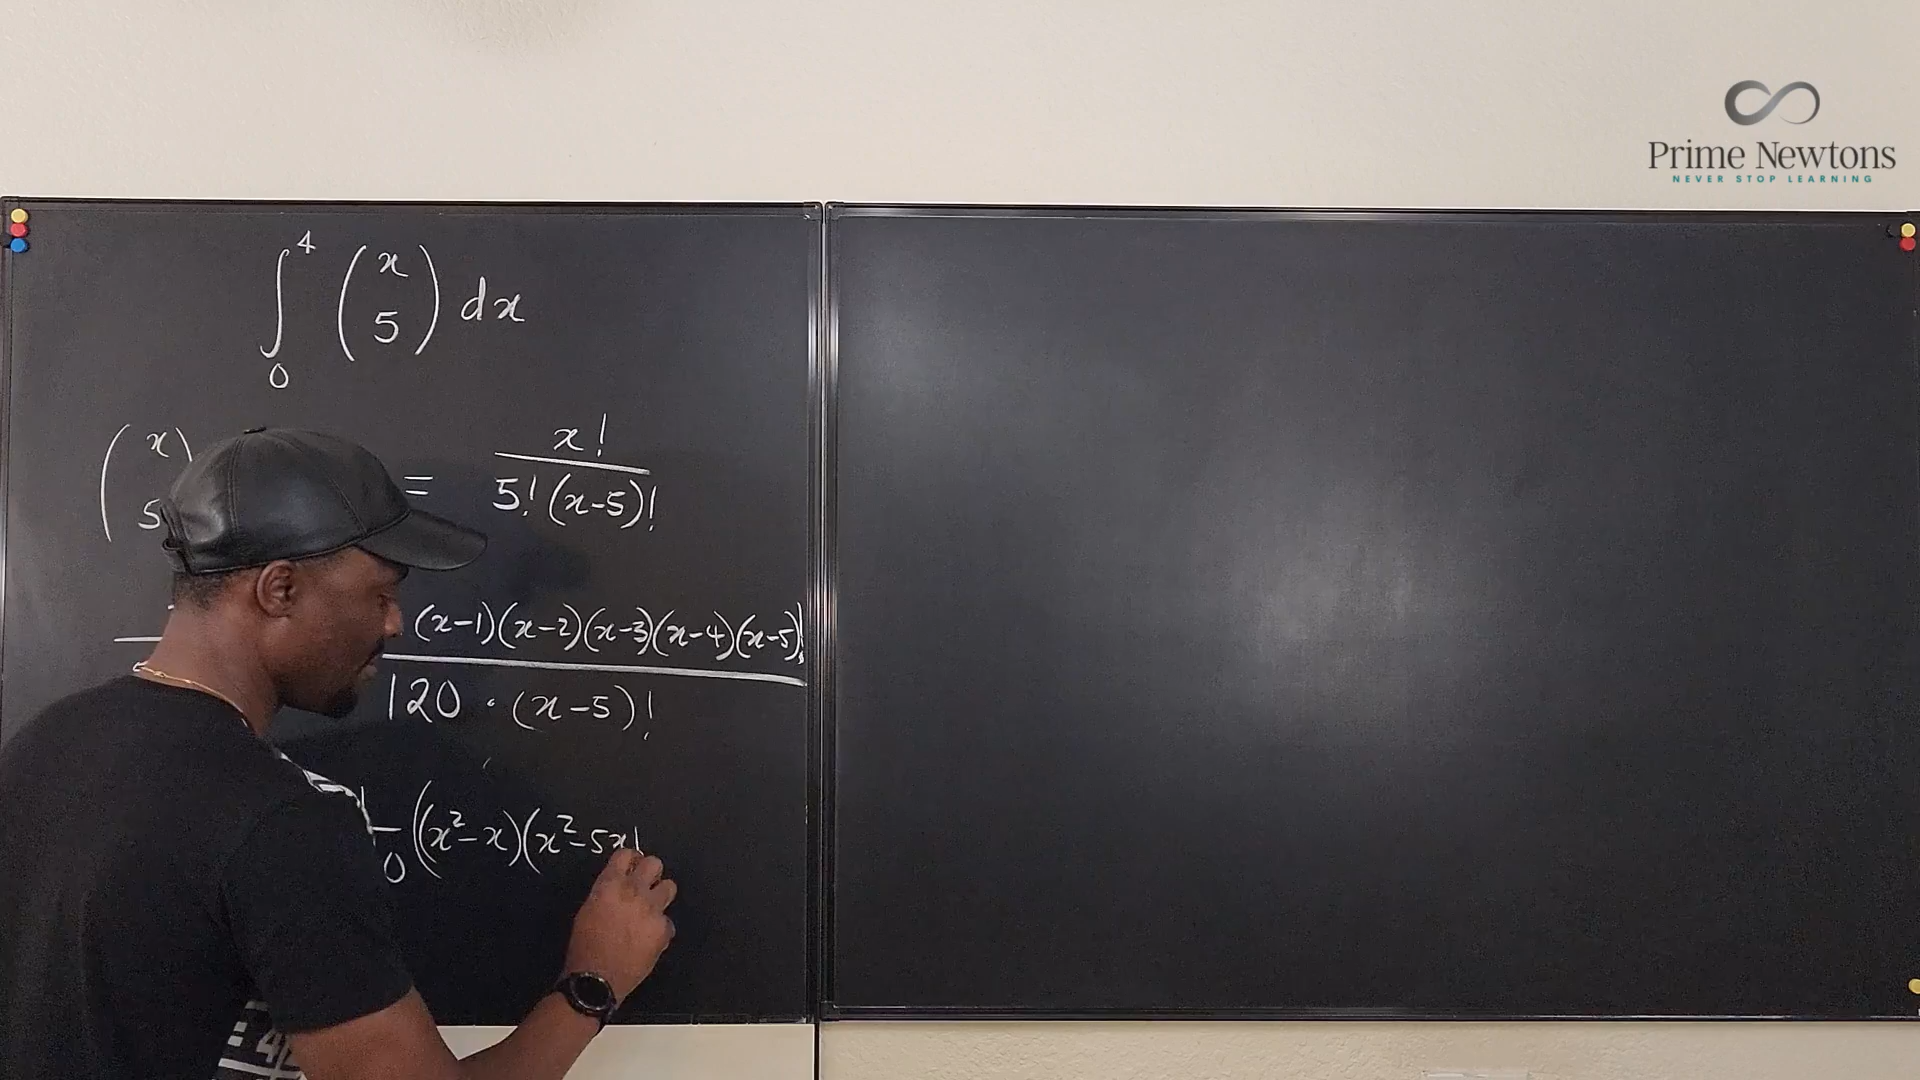 Prime Newtons
NEVER STOP LEARNING
∫₀⁴ (x 5) dx
(x 5) = x! / 5!(x-5)!
(x-1)(x-2)(x-3)(x-4)(x-5)!
120 · (x-5)!
0 ((x²-x)(x²-5x